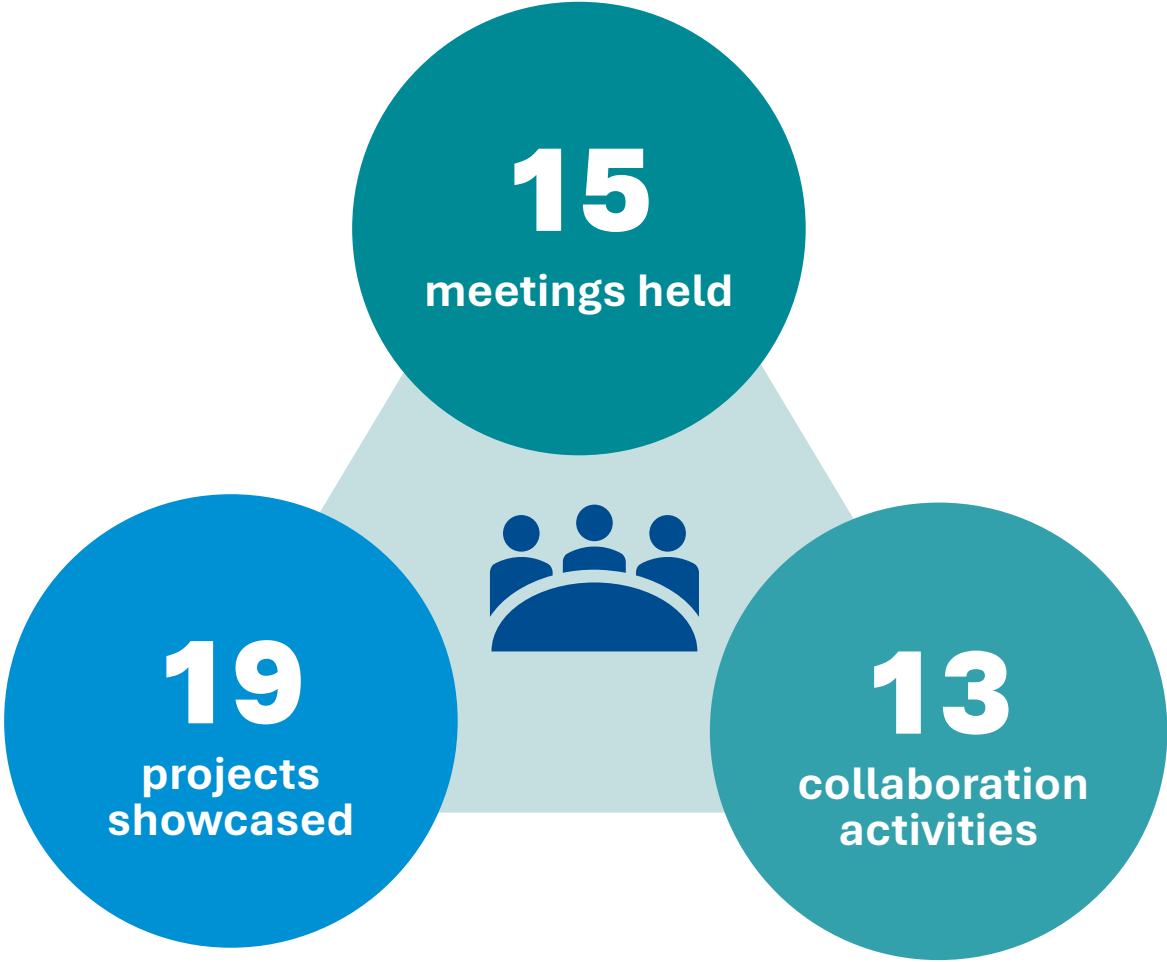 15
meetings held
19
projects
showcased
13
collaboration
activities